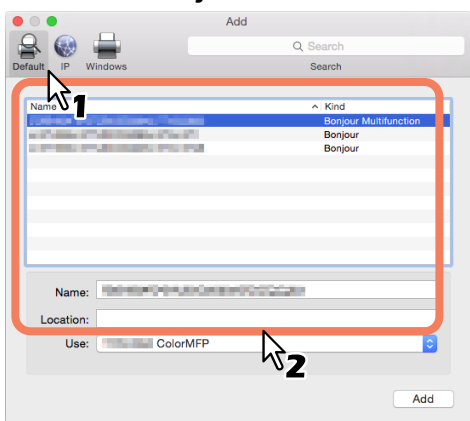 Add
Search
Default IP Windows Search
1
Name Kind
Bonjour Multifunction
Bonjour
Bonjour
Name:
Location:
Use: ColorMFP
2
Add